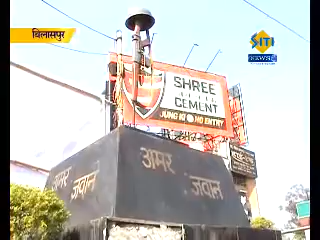 बिलासपुर
SITI
NEWS
SHREE
CEMENT
JUNG KI NO ENTRY
अमर
जवान
अमर
जवान